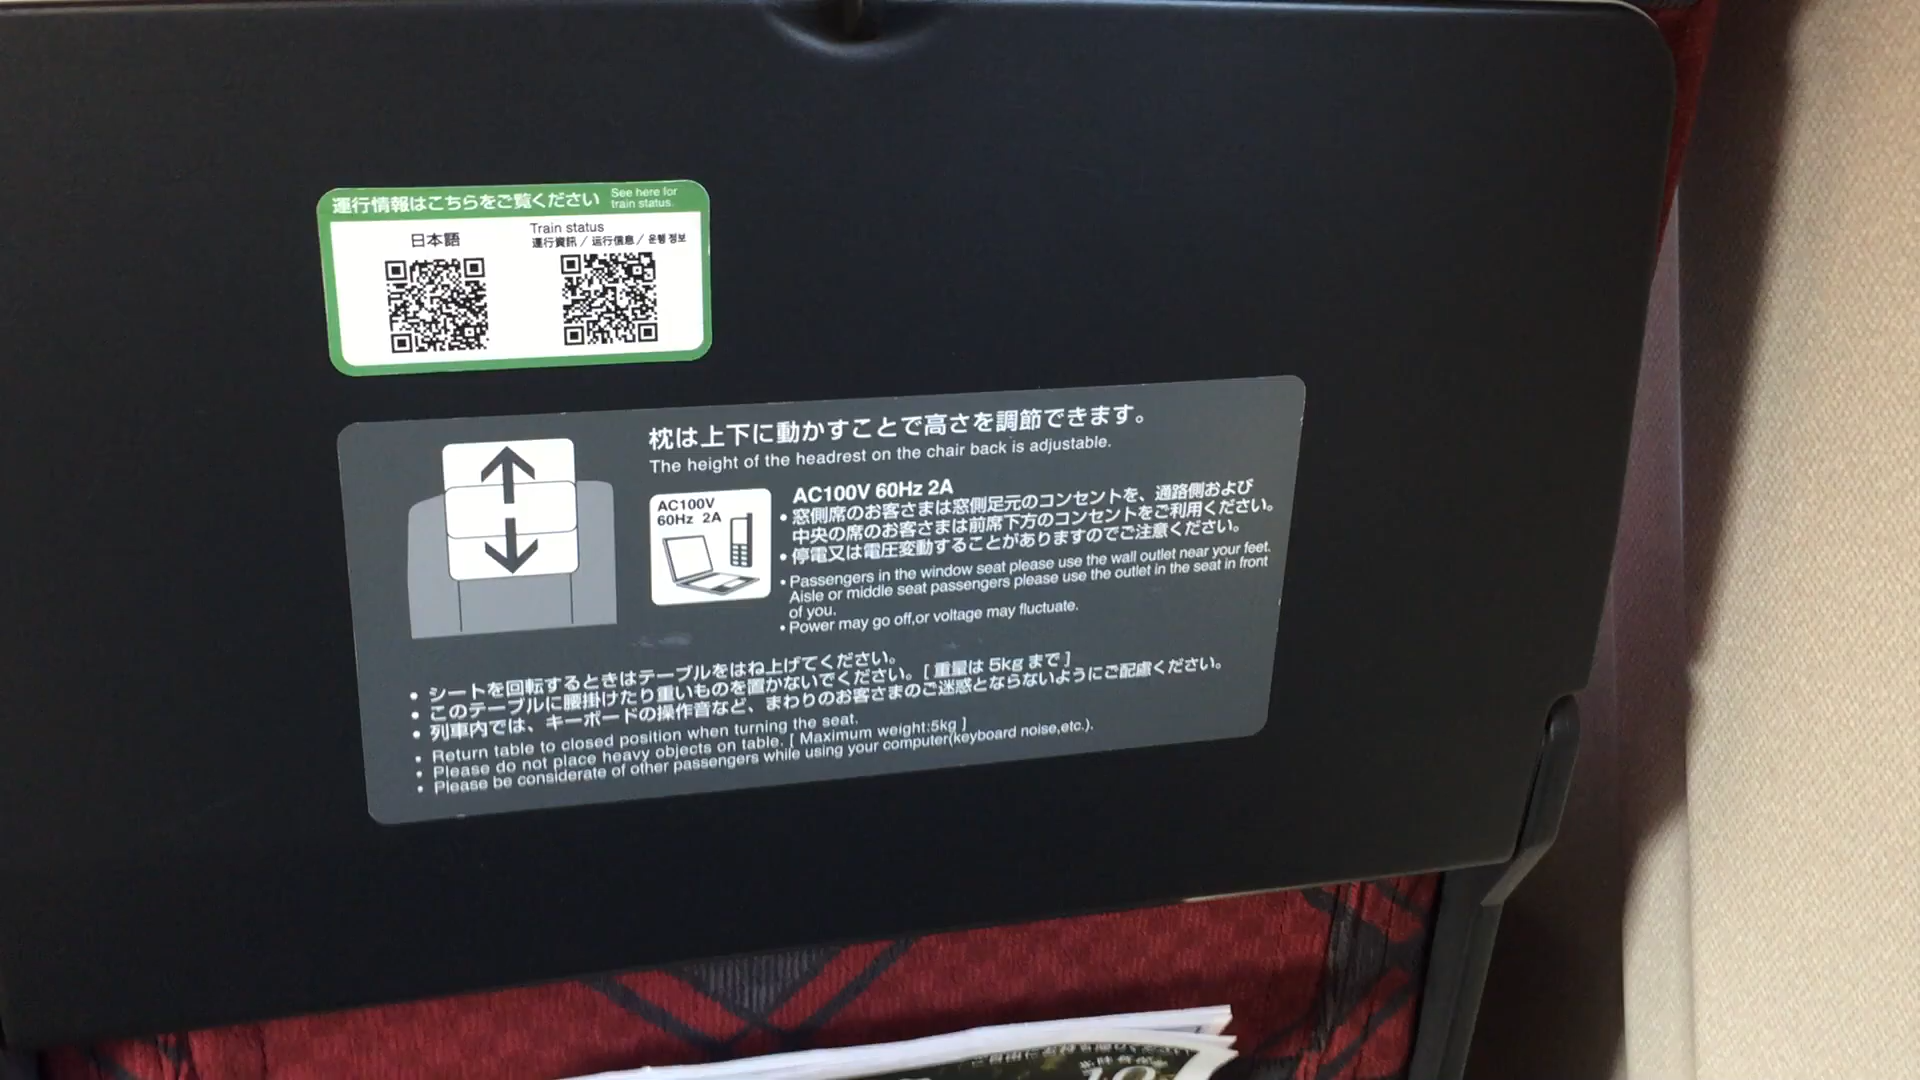 運行情報はこちらをご覧ください
See here for
train status.
日本語
Train status
運行資訊 / 运行信息 / 운행 정보
枕は上下に動かすことで高さを調節できます。
The height of the headrest on the chair back is adjustable.
AC100V
60Hz 2A
AC100V 60Hz 2A
• 窓側席のお客さまは窓側足元のコンセントを、通路側および
中央の席のお客さまは前席下方のコンセントをご利用ください。
• 停電又は電圧変動することがありますのでご注意ください。
• Passengers in the window seat please use the wall outlet near your feet.
Aisle or middle seat passengers please use the outlet in the seat in front
of you.
• Power may go off,or voltage may fluctuate.
• シートを回転するときはテーブルをはね上げてください。
• このテーブルに腰掛けたり重いものを置かないでください。[ 重量は 5kg まで ]
• 列車内では、キーボードの操作音など、まわりのお客さまのご迷惑とならないようにご配慮ください。
• Return table to closed position when turning the seat.
• Please do not place heavy objects on table. [ Maximum weight:5kg ]
• Please be considerate of other passengers while using your computer(keyboard noise,etc.).